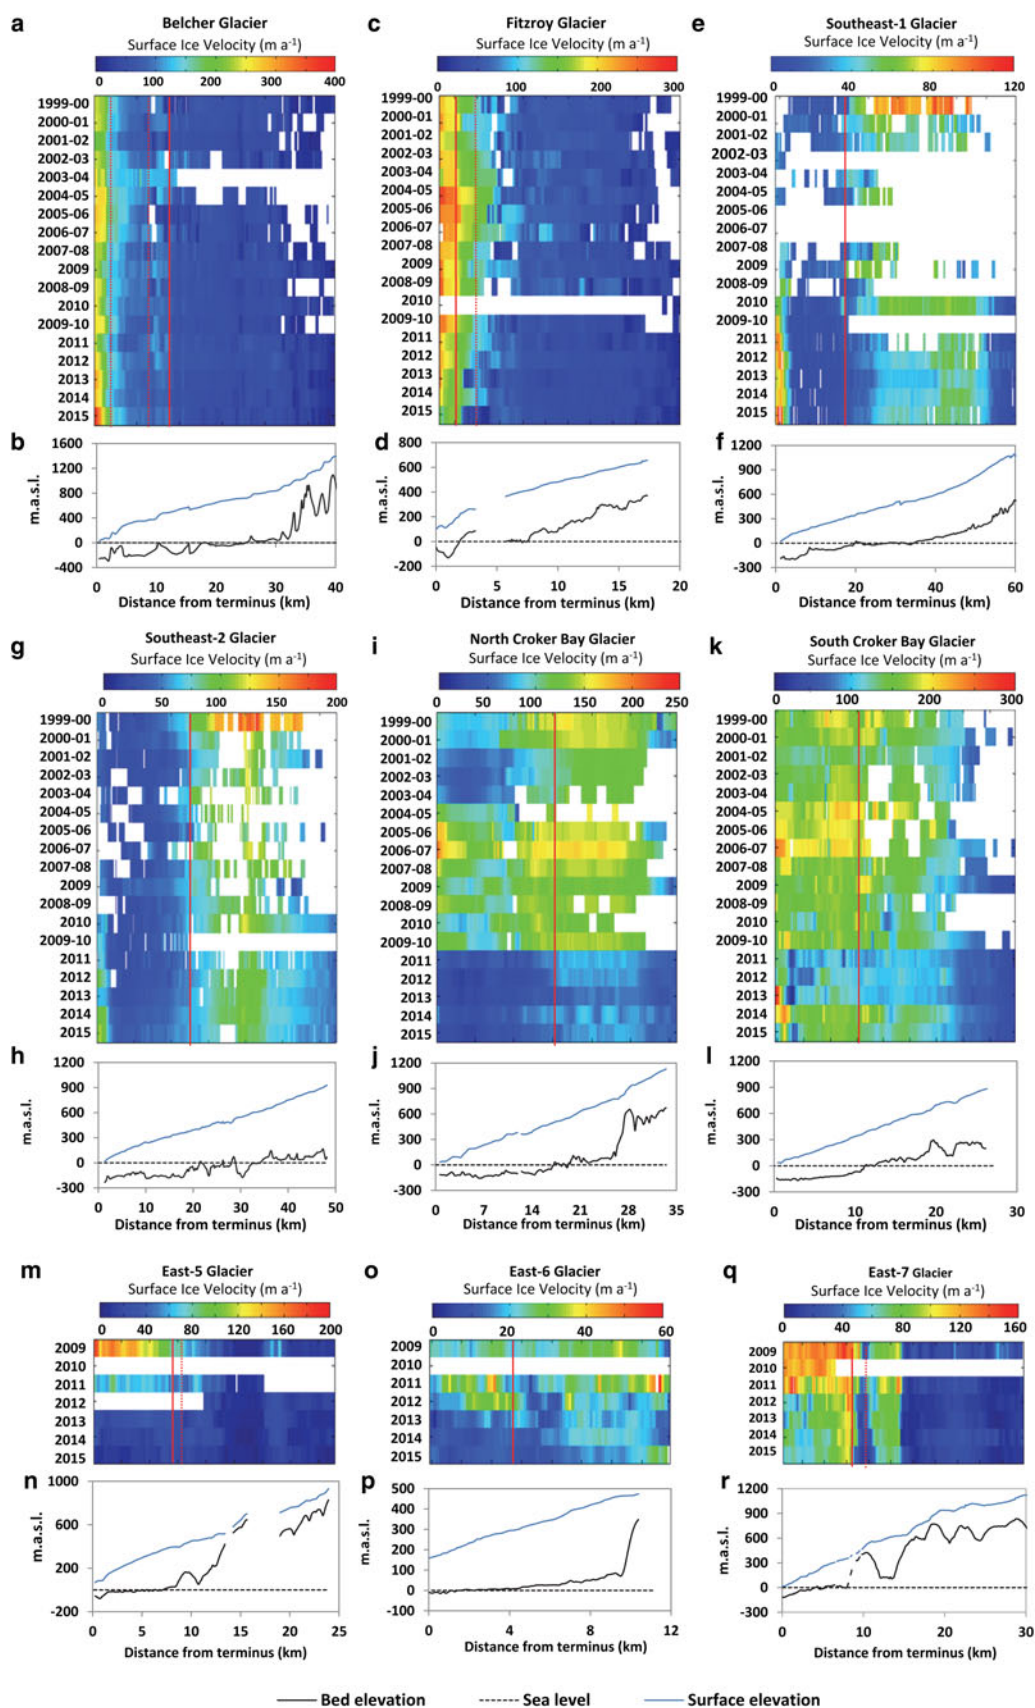 a Belcher Glacier
Surface Ice Velocity (m a-1)
0 100 200 300 400
1999-00
2000-01
2001-02
2002-03
2003-04
2004-05
2005-06
2006-07
2007-08
2009
2008-09
2010
2009-10
2011
2012
2013
2014
2015
b
m.a.s.l.
1600
1200
800
400
0
-400
0 10 20 30 40
Distance from terminus (km)
c Fitzroy Glacier
Surface Ice Velocity (m a-1)
0 100 200 300
1999-00
2000-01
2001-02
2002-03
2003-04
2004-05
2005-06
2006-07
2007-08
2009
2008-09
2010
2009-10
2011
2012
2013
2014
2015
d
800
600
400
200
0
-200
0 5 10 15 20
Distance from terminus (km)
e Southeast-1 Glacier
Surface Ice Velocity (m a-1)
0 40 80 120
1999-00
2000-01
2001-02
2002-03
2003-04
2004-05
2005-06
2006-07
2007-08
2009
2008-09
2010
2009-10
2011
2012
2013
2014
2015
f
m.a.s.l.
1200
900
600
300
0
-300
0 20 40 60
Distance from terminus (km)
g Southeast-2 Glacier
Surface Ice Velocity (m a-1)
0 50 100 150 200
1999-00
2000-01
2001-02
2002-03
2003-04
2004-05
2005-06
2006-07
2007-08
2009
2008-09
2010
2009-10
2011
2012
2013
2014
2015
h
m.a.s.l.
1200
900
600
300
0
-300
0 10 20 30 40 50
Distance from terminus (km)
i North Croker Bay Glacier
Surface Ice Velocity (m a-1)
0 50 100 150 200 250
1999-00
2000-01
2001-02
2002-03
2003-04
2004-05
2005-06
2006-07
2007-08
2009
2008-09
2010
2009-10
2011
2012
2013
2014
2015
j
m.a.s.l.
1200
900
600
300
0
-300
0 7 14 21 28 35
Distance from terminus (km)
k South Croker Bay Glacier
Surface Ice Velocity (m a-1)
0 100 200 300
1999-00
2000-01
2001-02
2002-03
2003-04
2004-05
2005-06
2006-07
2007-08
2009
2008-09
2010
2009-10
2011
2012
2013
2014
2015
l
m.a.s.l.
1200
900
600
300
0
-300
0 10 20 30
Distance from terminus (km)
m East-5 Glacier
Surface Ice Velocity (m a-1)
0 40 80 120 160 200
2009
2010
2011
2012
2013
2014
2015
n
m.a.s.l.
1000
600
200
-200
0 5 10 15 20 25
Distance from terminus (km)
o East-6 Glacier
Surface Ice Velocity (m a-1)
0 20 40 60
2009
2010
2011
2012
2013
2014
2015
p
m.a.s.l.
500
400
300
200
100
0
-100
0 4 8 12
Distance from terminus (km)
q East-7 Glacier
Surface Ice Velocity (m a-1)
0 40 80 120 160
2009
2010
2011
2012
2013
2014
2015
r
m.a.s.l.
1200
900
600
300
0
-300
0 10 20 30
Distance from terminus (km)
Bed elevation Sea level Surface elevation